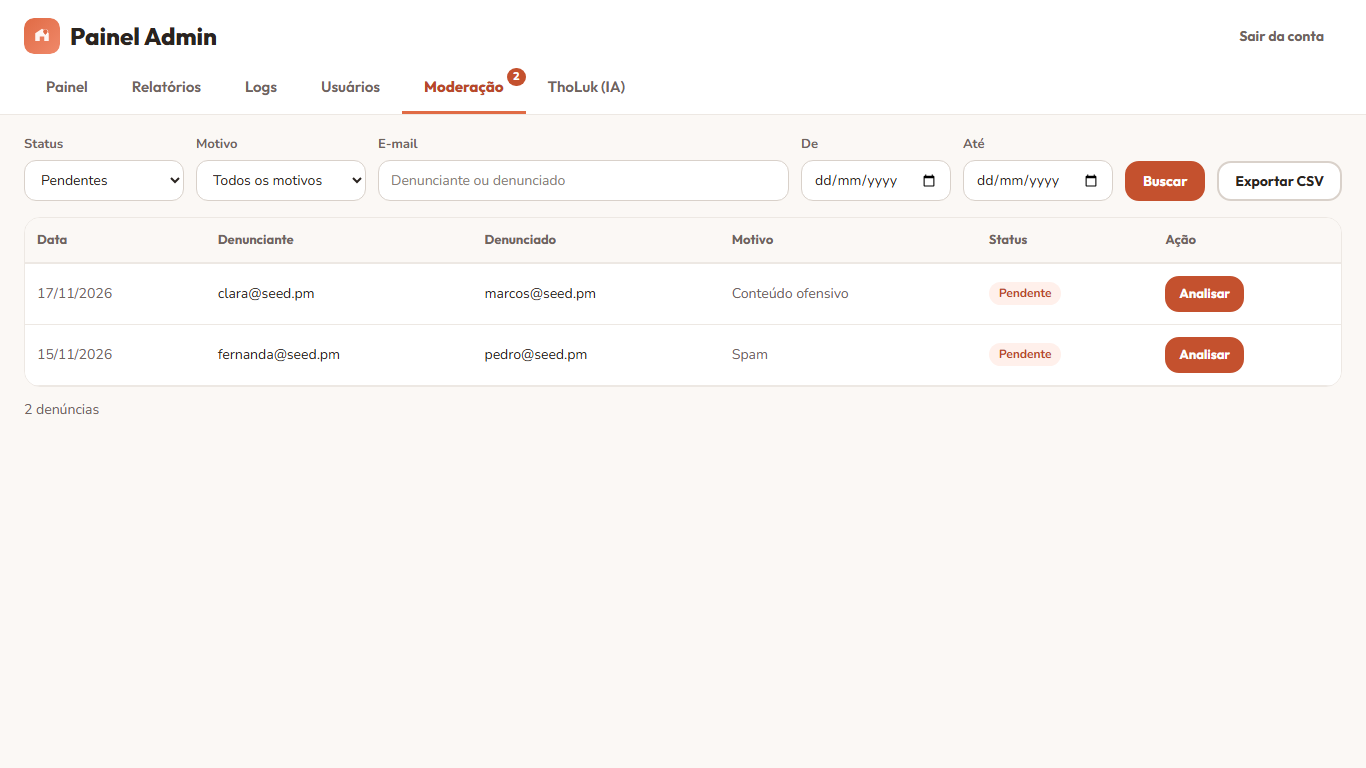 Painel Admin
Sair da conta
Painel Relatórios Logs Usuários Moderação 2 ThoLuk (IA)
Status Motivo E-mail De Até
Pendentes Todos os motivos Denunciante ou denunciado dd/mm/yyyy dd/mm/yyyy Buscar Exportar CSV
Data Denunciante Denunciado Motivo Status Ação
17/11/2026 clara@seed.pm marcos@seed.pm Conteúdo ofensivo Pendente Analisar
15/11/2026 fernanda@seed.pm pedro@seed.pm Spam Pendente Analisar
2 denúncias